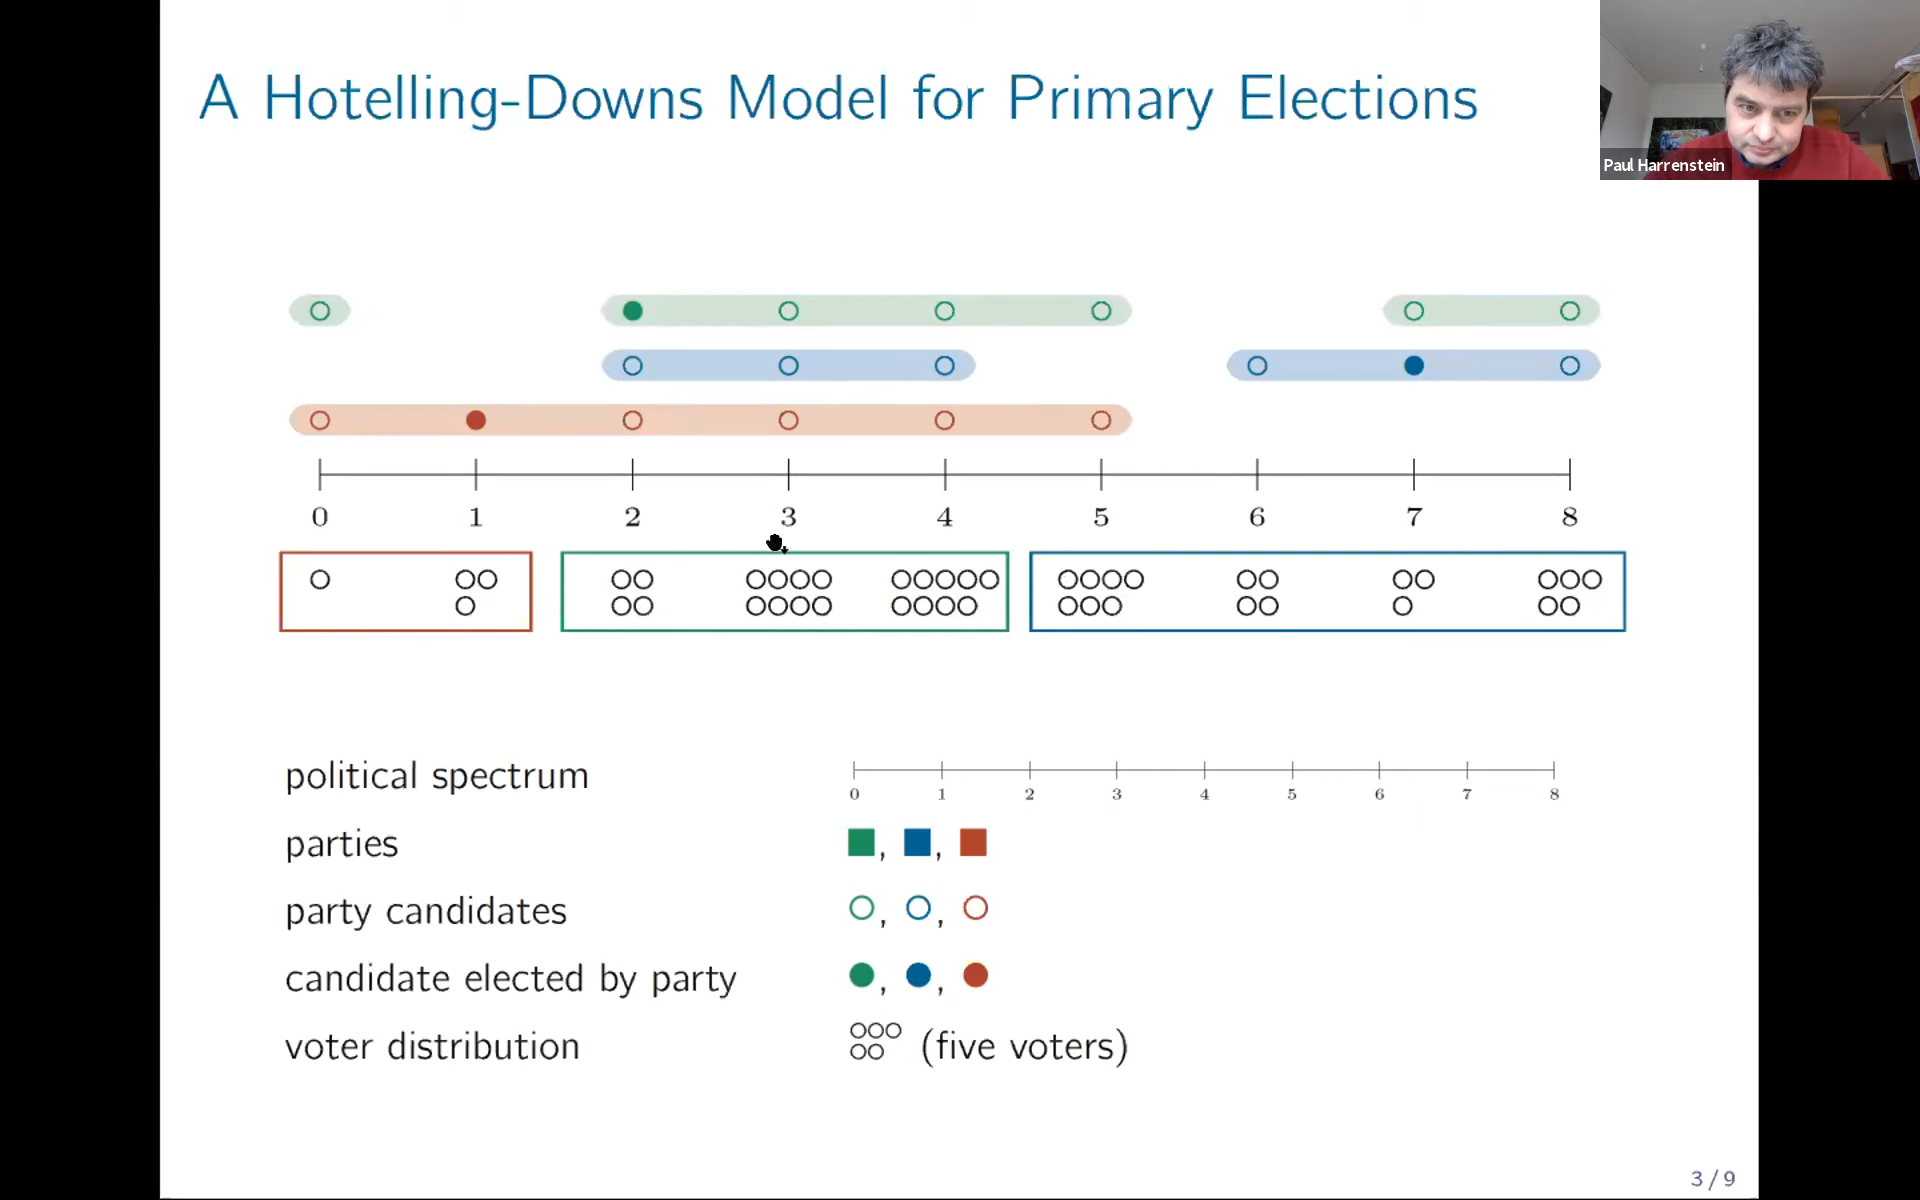 A Hotelling-Downs Model for Primary Elections
Paul Harrenstein
0 1 2 3 4 5 6 7 8
political spectrum
0 1 2 3 4 5 6 7 8
parties , ,
party candidates , ,
candidate elected by party , ,
voter distribution (five voters)
3 / 9